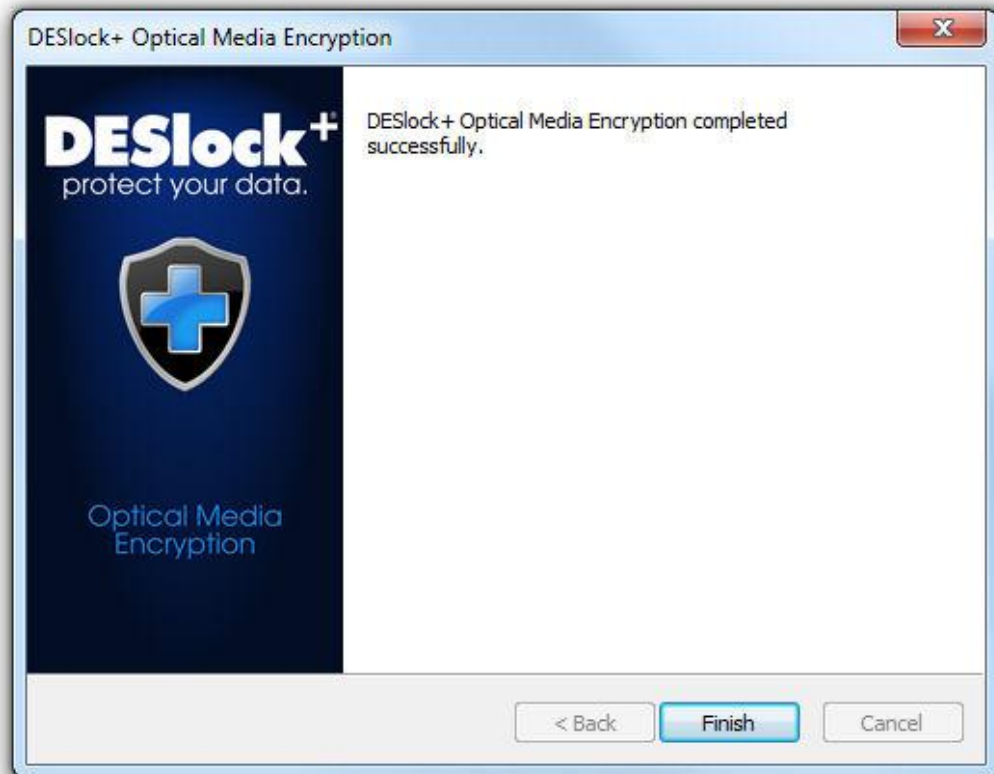 DESlock+ Optical Media Encryption
DESlock+
protect your data.
DESlock+ Optical Media Encryption completed
successfully.
Optical Media
Encryption
< Back
Finish
Cancel